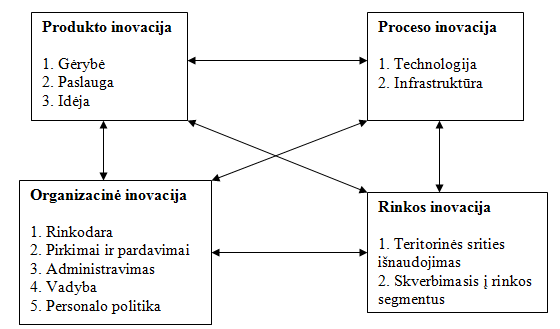 Produkto inovacija
1. Gėrybė
2. Paslauga
3. Idėja
Proceso inovacija
1. Technologija
2. Infrastruktūra
Organizacinė inovacija
1. Rinkodara
2. Pirkimai ir pardavimai
3. Administravimas
4. Vadyba
5. Personalo politika
Rinkos inovacija
1. Teritorinės srities
išnaudojimas
2. Skverbimasis į rinkos
segmentus